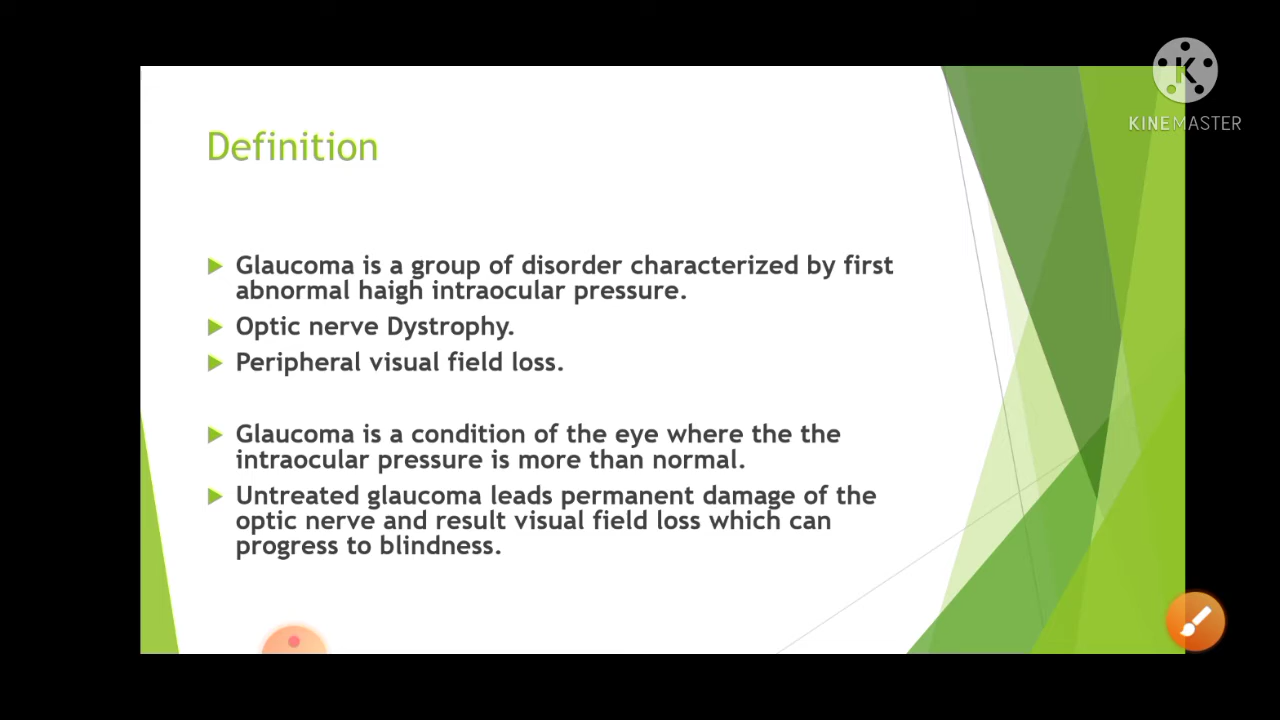 KINEMASTER
Definition
Glaucoma is a group of disorder characterized by first
abnormal haigh intraocular pressure.
Optic nerve Dystrophy.
Peripheral visual field loss.
Glaucoma is a condition of the eye where the the
intraocular pressure is more than normal.
Untreated glaucoma leads permanent damage of the
optic nerve and result visual field loss which can
progress to blindness.